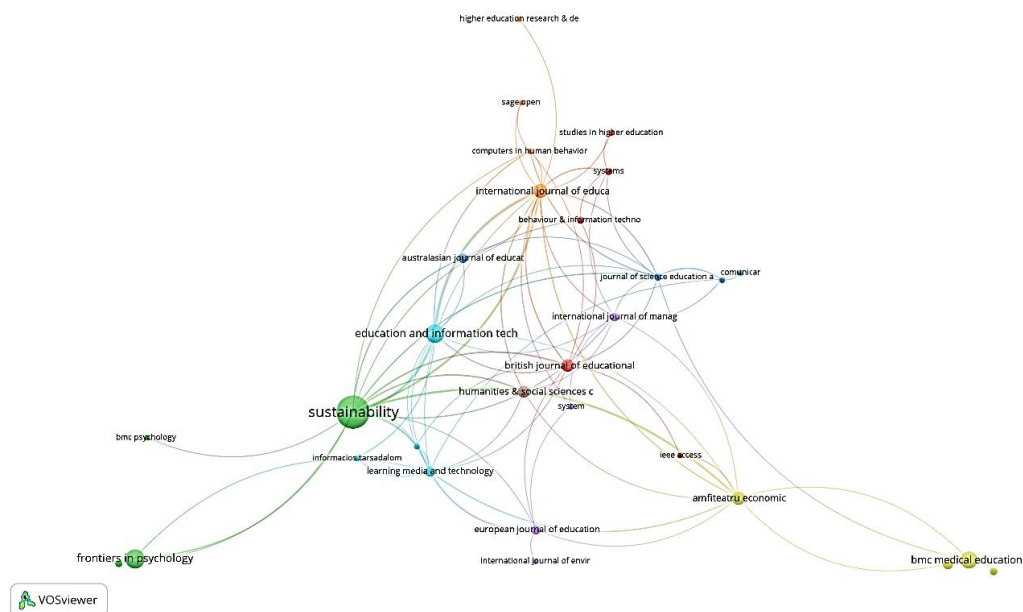 higher education research & de
sage open
studies in higher education
computers in human behavior
systems
international journal of educa
behaviour & information techno
australasian journal of educat
journal of science education a
comunicar
international journal of manag
education and information tech
british journal of educational
humanities & social sciences c
system
sustainability
bmc psychology
informacios tarsadalom
ieee access
learning media and technology
amfiteatru economic
european journal of education
frontiers in psychology
international journal of envir
bmc medical education
VOSviewer